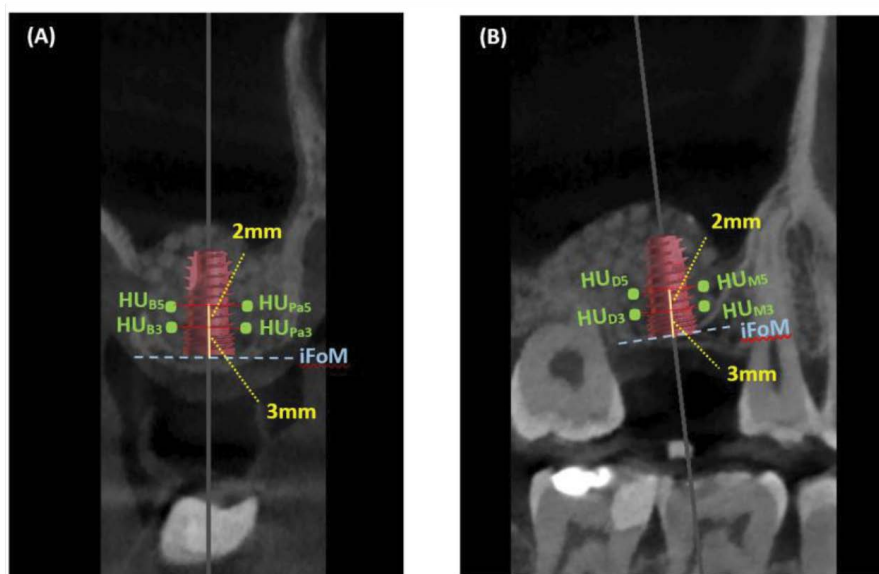 (A)
2mm
HUB5
HUPa5
HUB3
HUPa3
iFoM
3mm
(B)
2mm
HUD5
HUM5
HUD3
HUM3
iFoM
3mm